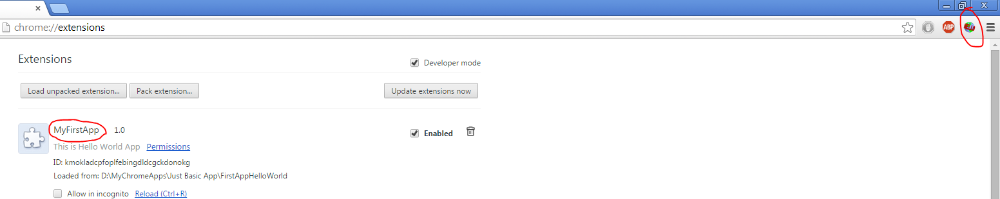 chrome://extensions
ABP
Extensions
Developer mode
Load unpacked extension...
Pack extension...
Update extensions now
MyFirstApp 1.0
Enabled
This is Hello World App Permissions
ID: kmokladcpfoplfebingdldcgckdonokg
Loaded from: D:\MyChromeApps\Just Basic App\FirstAppHelloWorld
Allow in incognito Reload (Ctrl+R)